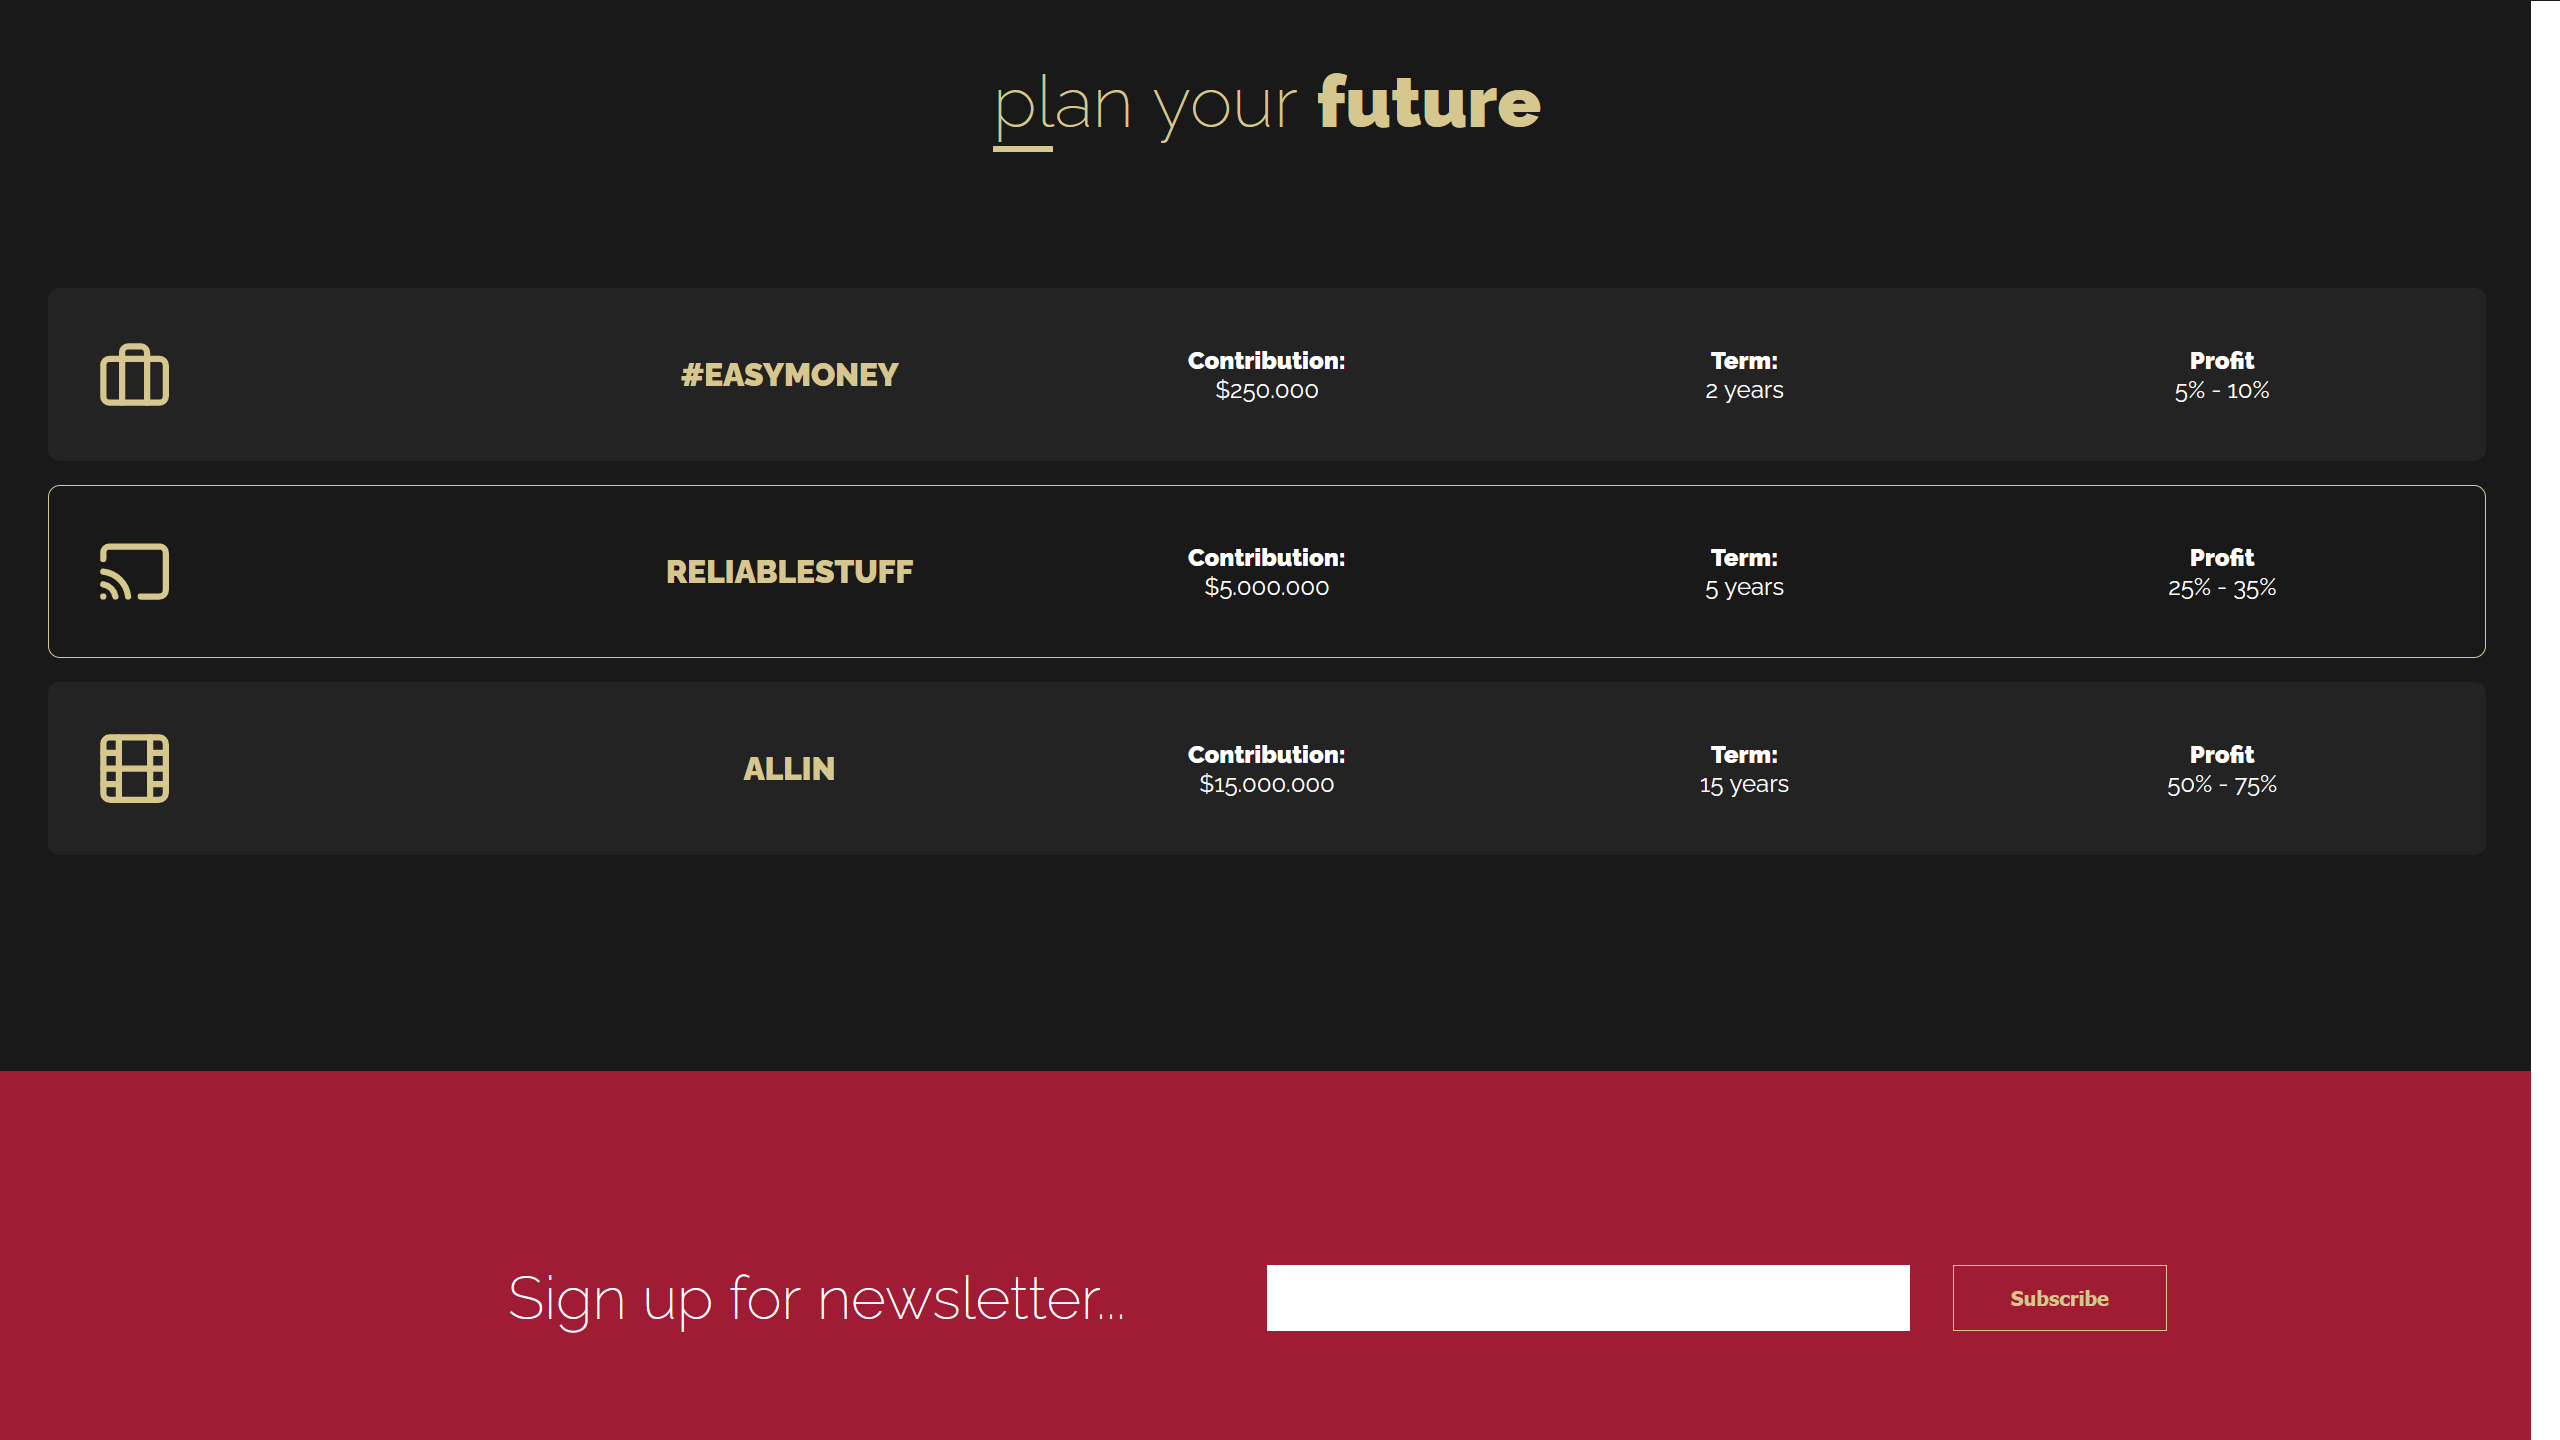 plan your future
#EASYMONEY
Contribution:
$250.000
Term:
2 years
Profit
5% - 10%
RELIABLESTUFF
Contribution:
$5.000.000
Term:
5 years
Profit
25% - 35%
ALLIN
Contribution:
$15.000.000
Term:
15 years
Profit
50% - 75%
Sign up for newsletter...
Subscribe